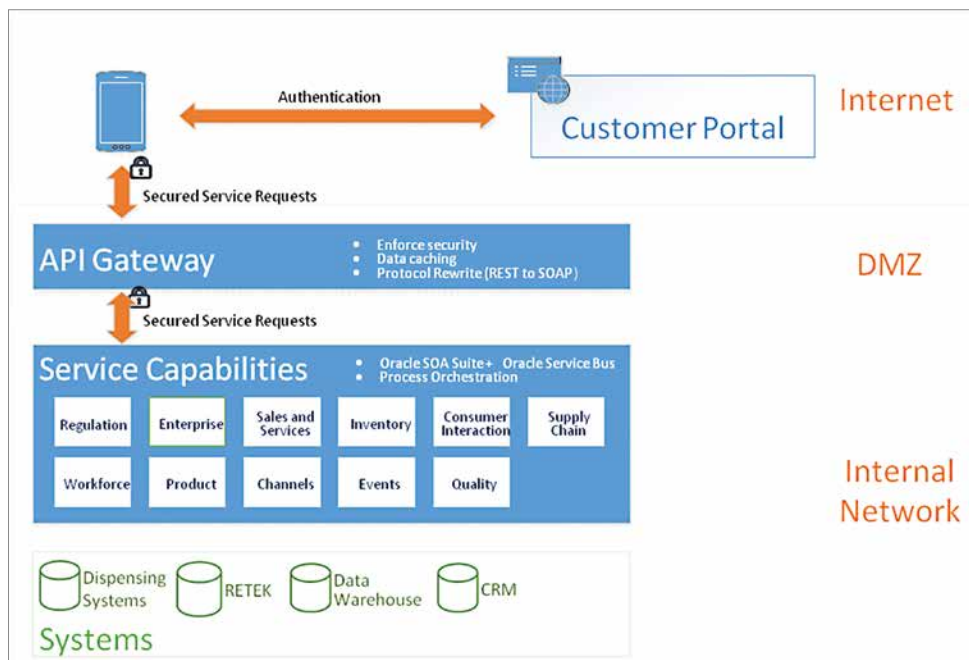 Authentication
Customer Portal
Internet
Secured Service Requests
API Gateway
• Enforce security
• Data caching
• Protocol Rewrite (REST to SOAP)
DMZ
Secured Service Requests
Service Capabilities
• Oracle SOA Suite+ Oracle Service Bus
• Process Orchestration
Regulation
Enterprise
Sales and
Services
Inventory
Consumer
Interaction
Supply
Chain
Workforce
Product
Channels
Events
Quality
Internal
Network
Dispensing
Systems
RETEK
Data
Warehouse
CRM
Systems